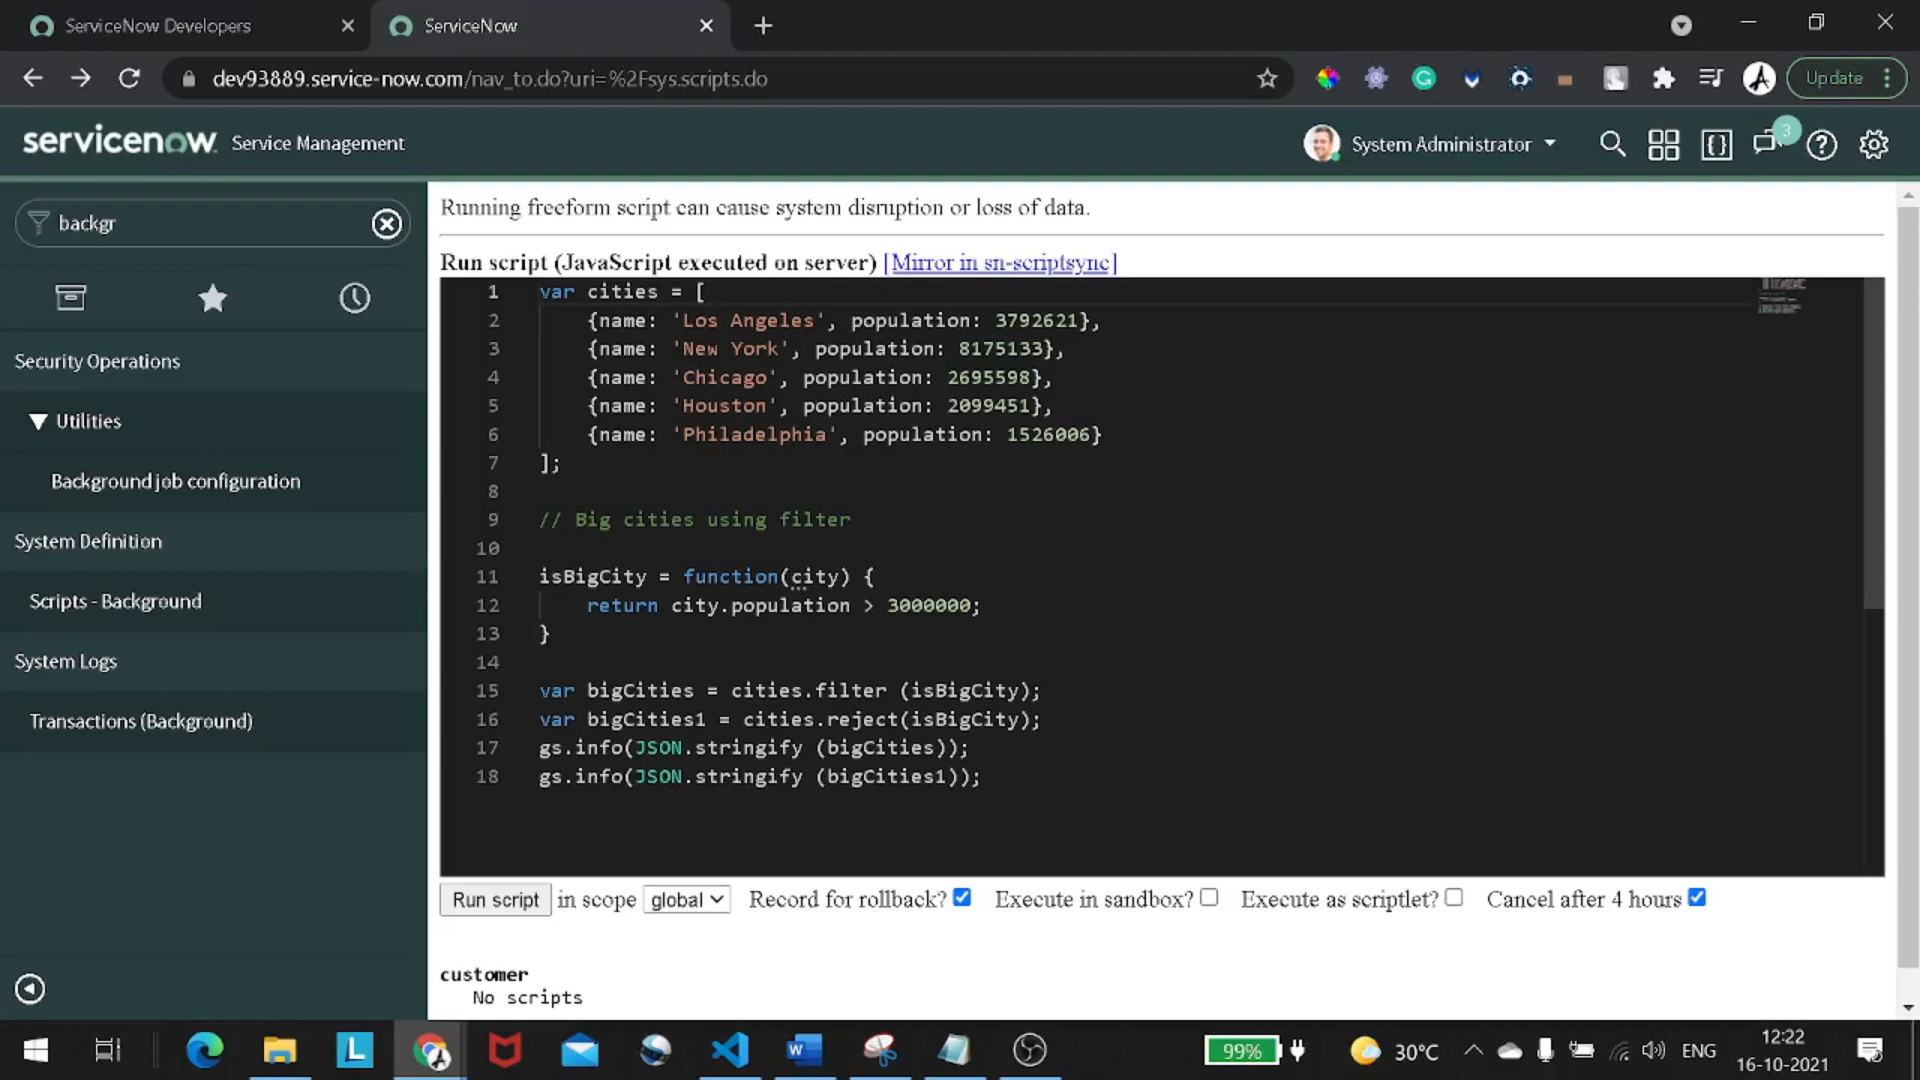 ServiceNow Developers
ServiceNow
dev93889.service-now.com/nav_to.do?uri=%2Fsys.scripts.do
Update
servicenow. Service Management
System Administrator
3
backgr
Security Operations
Utilities
Background job configuration
System Definition
Scripts - Background
System Logs
Transactions (Background)
Running freeform script can cause system disruption or loss of data.
Run script (JavaScript executed on server) [Mirror in sn-scriptsync]
1 var cities = [
2 {name: 'Los Angeles', population: 3792621},
3 {name: 'New York', population: 8175133},
4 {name: 'Chicago', population: 2695598},
5 {name: 'Houston', population: 2099451},
6 {name: 'Philadelphia', population: 1526006}
7 ];
8
9 // Big cities using filter
10
11 isBigCity = function(city) {
12 return city.population > 3000000;
13 }
14
15 var bigCities = cities.filter (isBigCity);
16 var bigCities1 = cities.reject(isBigCity);
17 gs.info(JSON.stringify (bigCities));
18 gs.info(JSON.stringify (bigCities1));
Run script in scope global Record for rollback? Execute in sandbox? Execute as scriptlet? Cancel after 4 hours
customer
No scripts
99%
30°C
ENG
12:22
16-10-2021